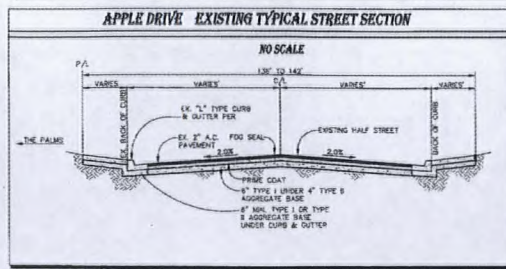 APPLE DRIVE EXISTING TYPICAL STREET SECTION
NO SCALE
P/L
138' TO 142'
C/L
VARIES VARIES' VARIES' VARIES'
BACK OF CURB
BACK OF CURB
EX. "L" TYPE CURB
& GUTTER PER
THE PALMS
EX. 2" A.C. FOG SEAL
PAVEMENT
EXISTING HALF STREET
2.0% 2.0%
PRIME COAT
6" TYPE I UNDER 4" TYPE II
AGGREGATE BASE
6" MIN. TYPE I OR TYPE
II AGGREGATE BASE
UNDER CURB & GUTTER